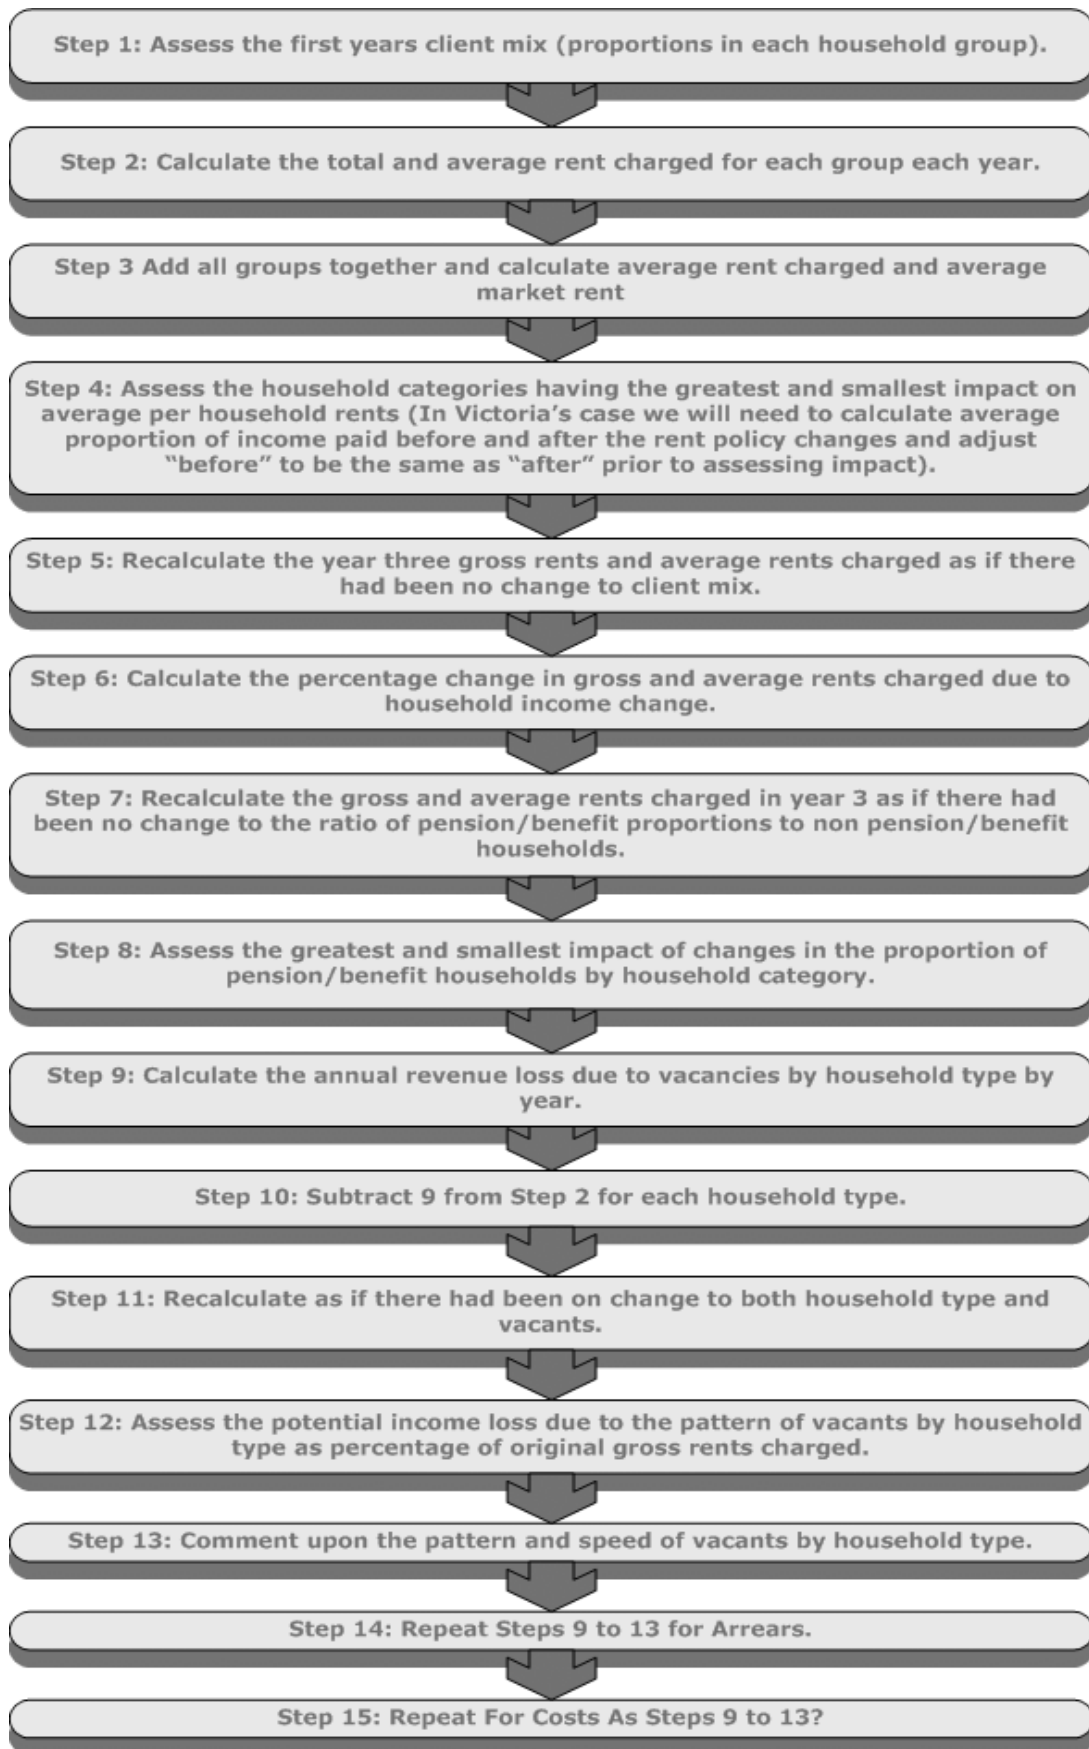 Step 1: Assess the first years client mix (proportions in each household group).
Step 2: Calculate the total and average rent charged for each group each year.
Step 3 Add all groups together and calculate average rent charged and average
market rent
Step 4: Assess the household categories having the greatest and smallest impact on
average per household rents (In Victoria’s case we will need to calculate average
proportion of income paid before and after the rent policy changes and adjust
“before” to be the same as “after” prior to assessing impact).
Step 5: Recalculate the year three gross rents and average rents charged as if there
had been no change to client mix.
Step 6: Calculate the percentage change in gross and average rents charged due to
household income change.
Step 7: Recalculate the gross and average rents charged in year 3 as if there had
been no change to the ratio of pension/benefit proportions to non pension/benefit
households.
Step 8: Assess the greatest and smallest impact of changes in the proportion of
pension/benefit households by household category.
Step 9: Calculate the annual revenue loss due to vacancies by household type by
year.
Step 10: Subtract 9 from Step 2 for each household type.
Step 11: Recalculate as if there had been on change to both household type and
vacants.
Step 12: Assess the potential income loss due to the pattern of vacants by household
type as percentage of original gross rents charged.
Step 13: Comment upon the pattern and speed of vacants by household type.
Step 14: Repeat Steps 9 to 13 for Arrears.
Step 15: Repeat For Costs As Steps 9 to 13?